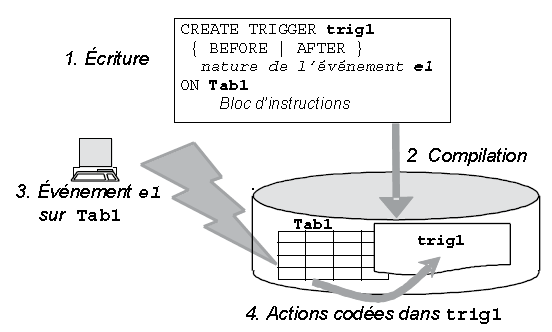 CREATE TRIGGER trig1
{ BEFORE | AFTER }
nature de l'événement e1
ON Tab1
Bloc d'instructions
1. Écriture
2 Compilation
3. Événement e1
sur Tab1
Tab1
trig1
4. Actions codées dans trig1